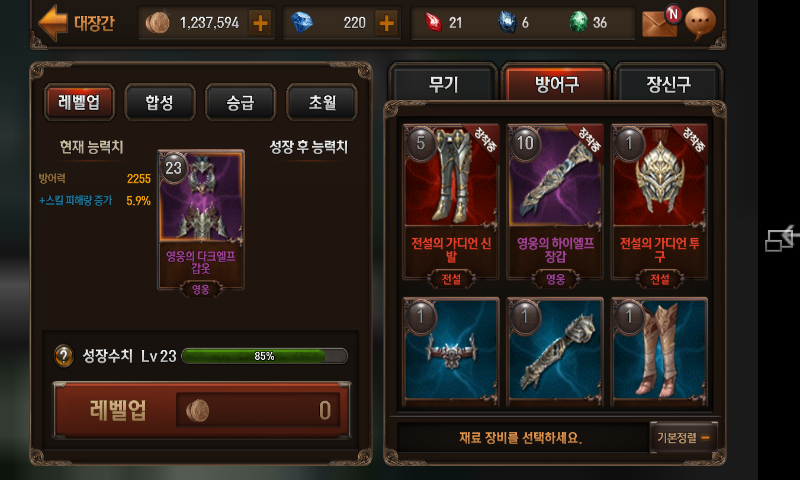 대장간
1,237,594
220
21
6
36
N
레벨업
합성
승급
초월
현재 능력치
성장 후 능력치
방어력 2255
+스킬 피해량 증가 5.9%
23
영웅의 다크엘프
갑옷
영웅
? 성장수치 Lv 23
85%
레벨업 0
무기
방어구
장신구
5
장착중
전설의 가디언 신
발
전설
10
영웅의 하이엘프
장갑
영웅
1
장착중
전설의 가디언 투
구
전설
1
1
1
재료 장비를 선택하세요.
기본정렬